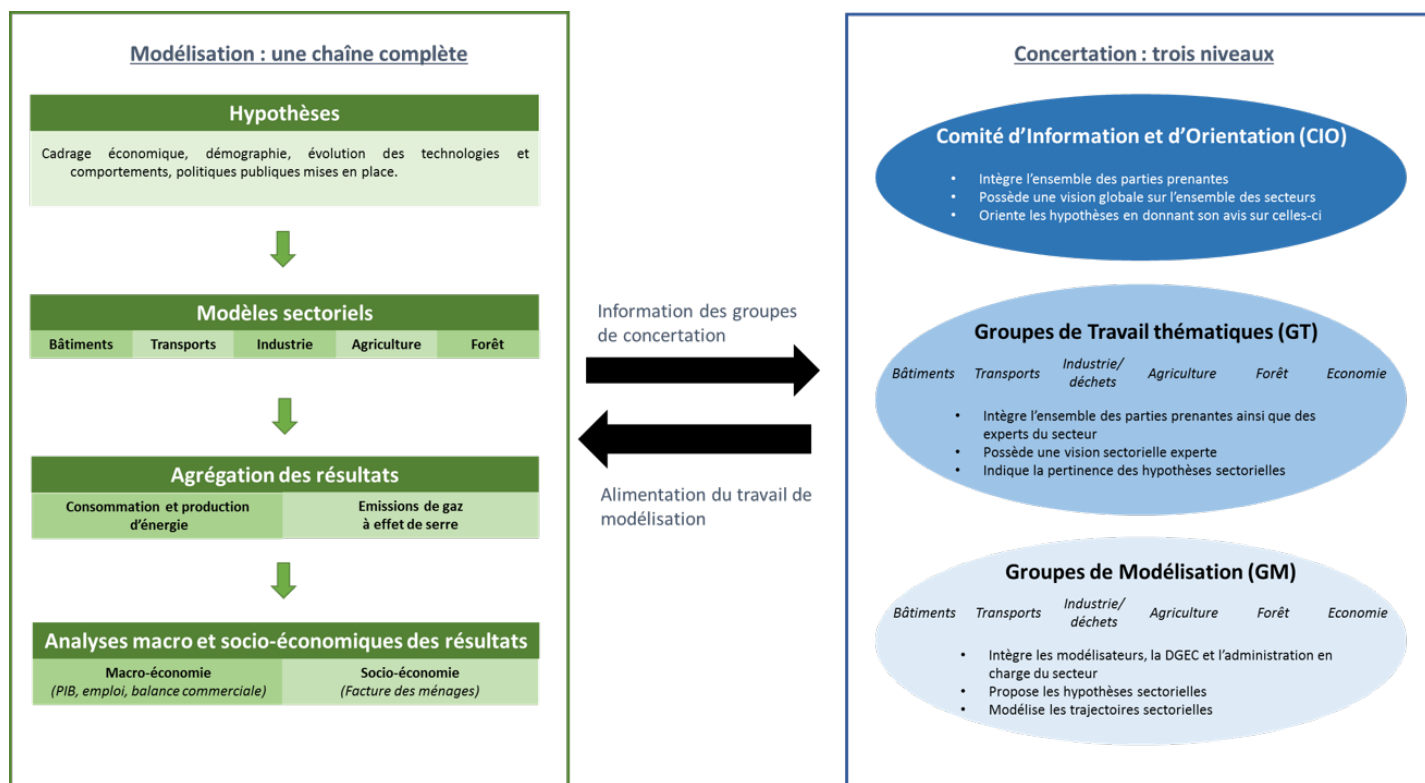 Modélisation : une chaîne complète
Hypothèses
Cadrage économique, démographie, évolution des technologies et
comportements, politiques publiques mises en place.
Modèles sectoriels
Bâtiments Transports Industrie Agriculture Forêt
Agrégation des résultats
Consommation et production
d’énergie
Emissions de gaz
à effet de serre
Analyses macro et socio-économiques des résultats
Macro-économie
(PIB, emploi, balance commerciale)
Socio-économie
(Facture des ménages)
Information des groupes
de concertation
Alimentation du travail de
modélisation
Concertation : trois niveaux
Comité d’Information et d’Orientation (CIO)
• Intègre l’ensemble des parties prenantes
• Possède une vision globale sur l’ensemble des secteurs
• Oriente les hypothèses en donnant son avis sur celles-ci
Groupes de Travail thématiques (GT)
Bâtiments Transports Industrie/
déchets Agriculture Forêt Economie
• Intègre l’ensemble des parties prenantes ainsi que des
experts du secteur
• Possède une vision sectorielle experte
• Indique la pertinence des hypothèses sectorielles
Groupes de Modélisation (GM)
Bâtiments Transports Industrie/
déchets Agriculture Forêt Economie
• Intègre les modélisateurs, la DGEC et l’administration en
charge du secteur
• Propose les hypothèses sectorielles
• Modélise les trajectoires sectorielles